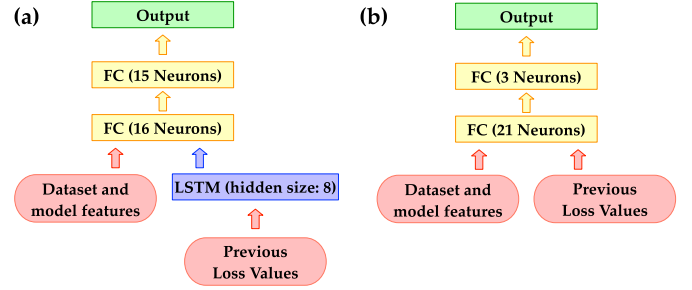 (a)
Output
FC (15 Neurons)
FC (16 Neurons)
Dataset and
model features
LSTM (hidden size: 8)
Previous
Loss Values
(b)
Output
FC (3 Neurons)
FC (21 Neurons)
Dataset and
model features
Previous
Loss Values